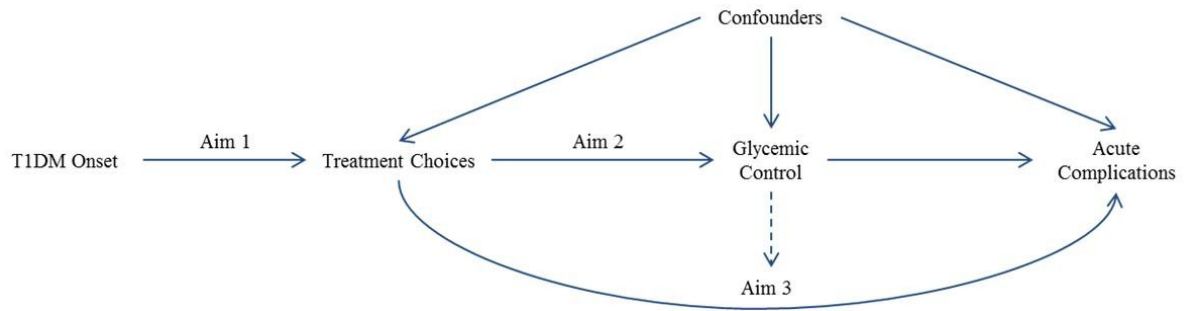 Confounders
Aim 1
Aim 2
T1DM Onset
Treatment Choices
Glycemic
Control
Acute
Complications
Aim 3